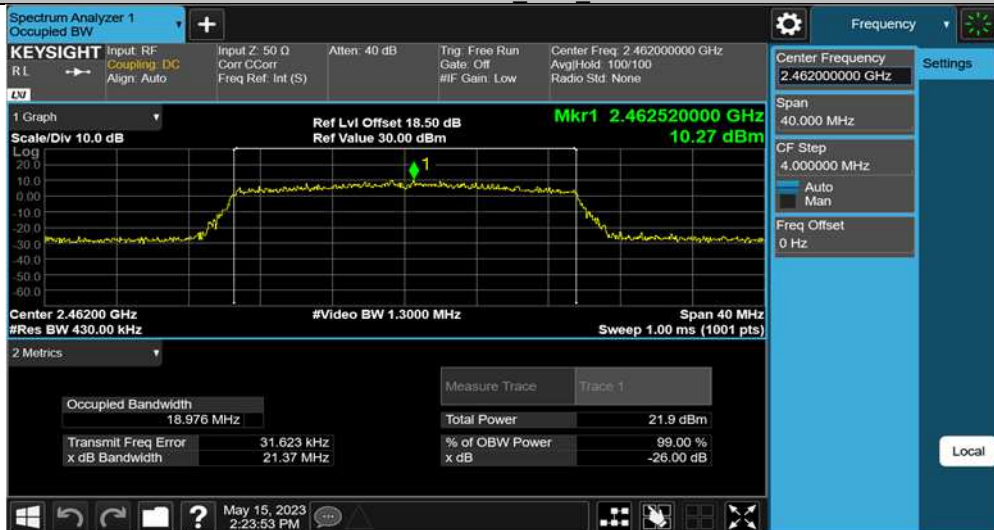 Spectrum Analyzer 1
Occupied BW
+
Frequency
KEYSIGHT
RL
LXI
Input: RF
Coupling: DC
Align: Auto
Input Z: 50 Ω
Corr CCorr
Freq Ref: Int (S)
Atten: 40 dB
Trig: Free Run
Gate: Off
#IF Gain: Low
Center Freq: 2.462000000 GHz
Avg|Hold: 100/100
Radio Std: None
1 Graph
Scale/Div 10.0 dB
Ref Lvl Offset 18.50 dB
Ref Value 30.00 dBm
Mkr1 2.462520000 GHz
10.27 dBm
Log
20.0
10.0
0.00
-10.0
-20.0
-30.0
-40.0
-50.0
-60.0
1
Center 2.46200 GHz
#Res BW 430.00 kHz
#Video BW 1.3000 MHz
Span 40 MHz
Sweep 1.00 ms (1001 pts)
2 Metrics
Measure Trace Trace 1
Occupied Bandwidth
18.976 MHz
Total Power 21.9 dBm
Transmit Freq Error 31.623 kHz
% of OBW Power 99.00 %
x dB Bandwidth 21.37 MHz
x dB -26.00 dB
Center Frequency
2.462000000 GHz
Settings
Span
40.000 MHz
CF Step
4.000000 MHz
Auto
Man
Freq Offset
0 Hz
Local
?
May 15, 2023
2:23:53 PM